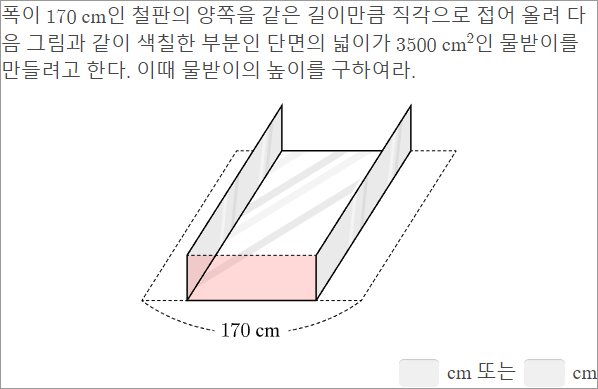 폭이 170 cm인 철판의 양쪽을 같은 길이만큼 직각으로 접어 올려 다
음 그림과 같이 색칠한 부분인 단면의 넓이가 3500 cm²인 물받이를
만들려고 한다. 이때 물받이의 높이를 구하여라.
170 cm
cm 또는 cm